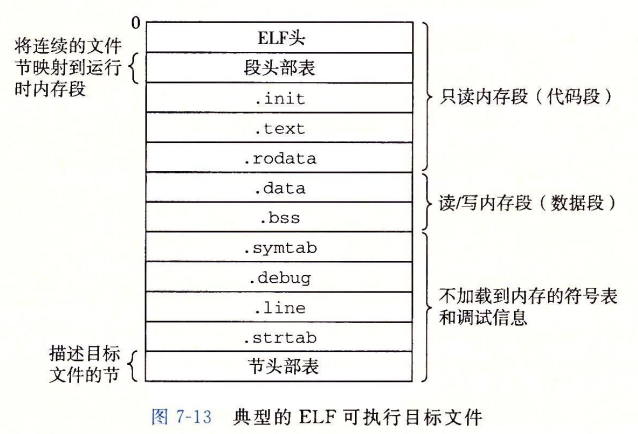 0
将连续的文件
节映射到运行
时内存段
ELF头
段头部表
.init
.text
.rodata
只读内存段（代码段）
.data
.bss
读/写内存段（数据段）
.symtab
.debug
.line
.strtab
不加载到内存的符号表
和调试信息
描述目标
文件的节
节头部表
图 7-13 典型的 ELF 可执行目标文件